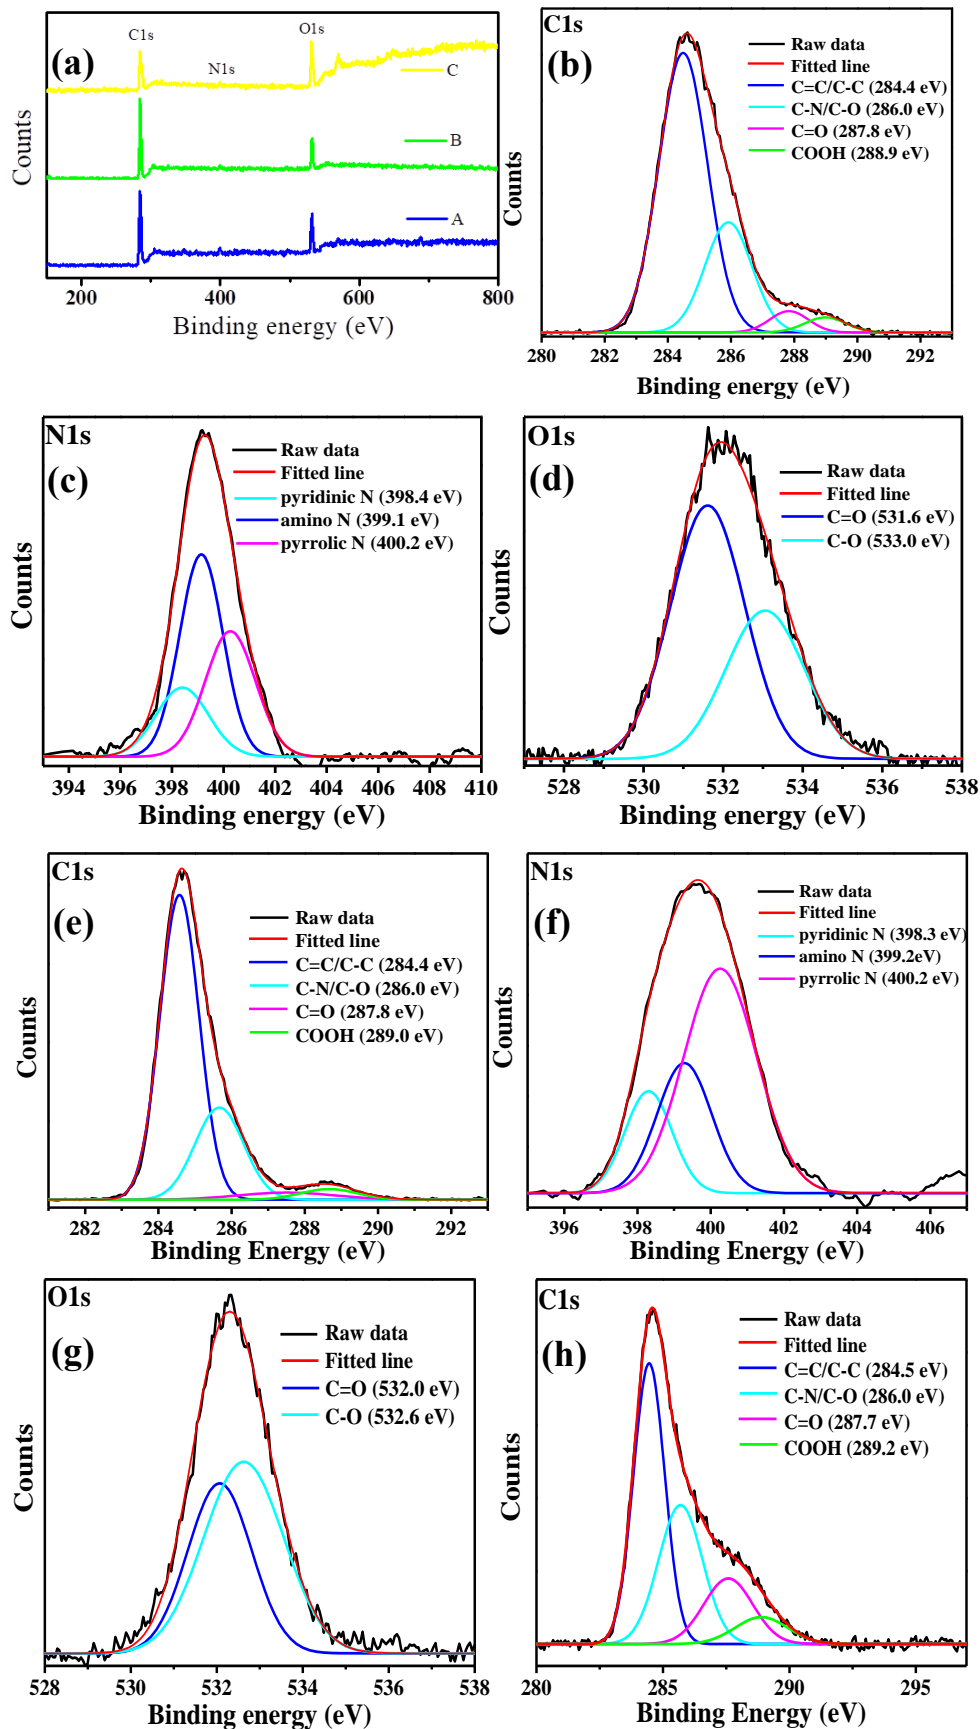 (a)
C1s
O1s
N1s
C
B
A
Counts
200
400
600
800
Binding energy (eV)
C1s
(b)
Raw data
Fitted line
C=C/C-C (284.4 eV)
C-N/C-O (286.0 eV)
C=O (287.8 eV)
COOH (288.9 eV)
Counts
280 282 284 286 288 290 292
Binding energy (eV)
N1s
(c)
Raw data
Fitted line
pyridinic N (398.4 eV)
amino N (399.1 eV)
pyrrolic N (400.2 eV)
Counts
394 396 398 400 402 404 406 408 410
Binding energy (eV)
O1s
(d)
Raw data
Fitted line
C=O (531.6 eV)
C-O (533.0 eV)
Counts
528 530 532 534 536 538
Binding energy (eV)
C1s
(e)
Raw data
Fitted line
C=C/C-C (284.4 eV)
C-N/C-O (286.0 eV)
C=O (287.8 eV)
COOH (289.0 eV)
Counts
282 284 286 288 290 292
Binding Energy (eV)
N1s
(f)
Raw data
Fitted line
pyridinic N (398.3 eV)
amino N (399.2eV)
pyrrolic N (400.2 eV)
Counts
396 398 400 402 404 406
Binding Energy (eV)
O1s
(g)
Raw data
Fitted line
C=O (532.0 eV)
C-O (532.6 eV)
Counts
528 530 532 534 536 538
Binding energy (eV)
C1s
(h)
Raw data
Fitted line
C=C/C-C (284.5 eV)
C-N/C-O (286.0 eV)
C=O (287.7 eV)
COOH (289.2 eV)
Counts
280 285 290 295
Binding Energy (eV)